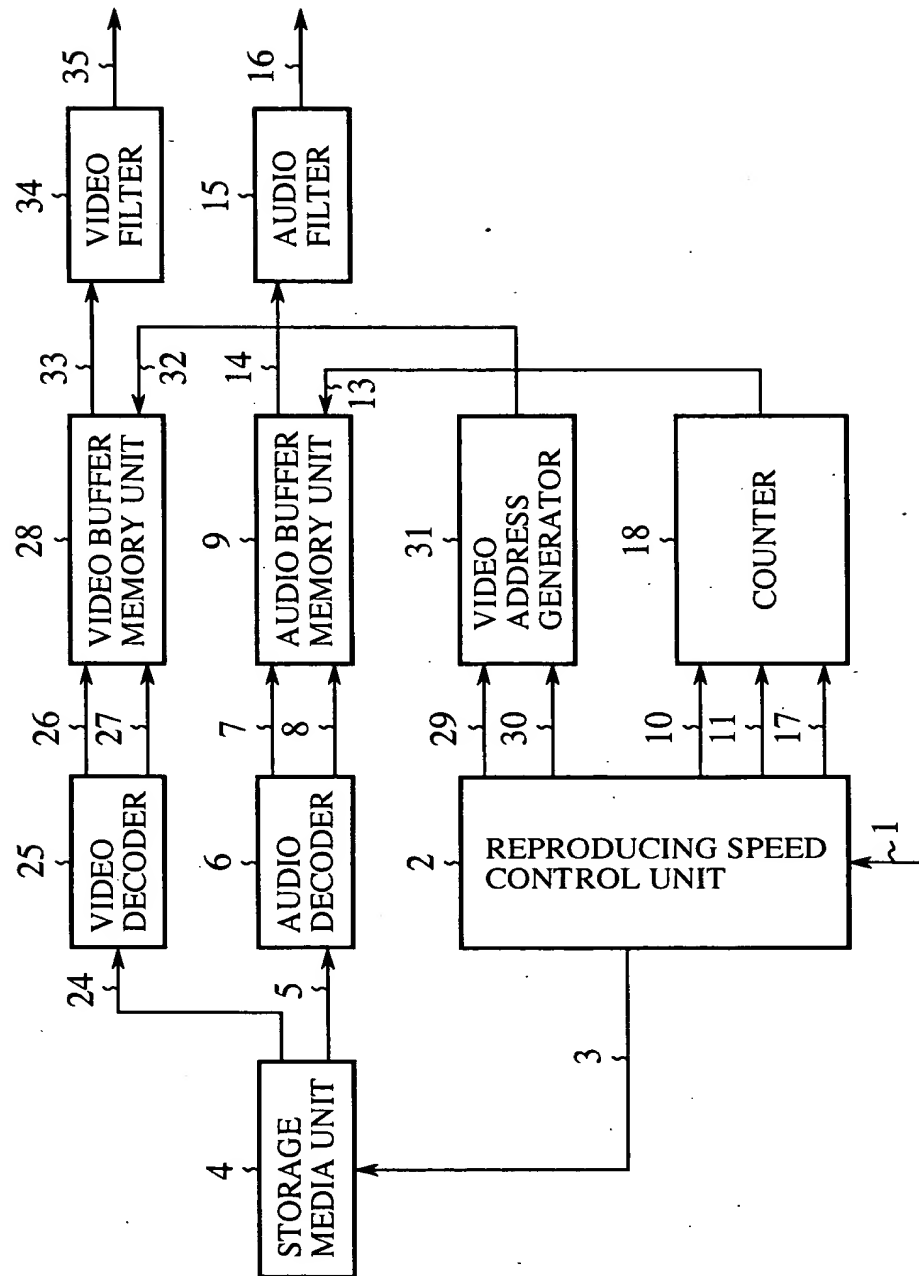 34
VIDEO
FILTER
35
15
AUDIO
FILTER
16
33
32
14
13
28
VIDEO BUFFER
MEMORY UNIT
9
AUDIO BUFFER
MEMORY UNIT
31
VIDEO
ADDRESS
GENERATOR
18
COUNTER
26
27
7
8
29
30
10
11
17
25
VIDEO
DECODER
6
AUDIO
DECODER
2
REPRODUCING SPEED
CONTROL UNIT
1
24
5
3
4
STORAGE
MEDIA UNIT